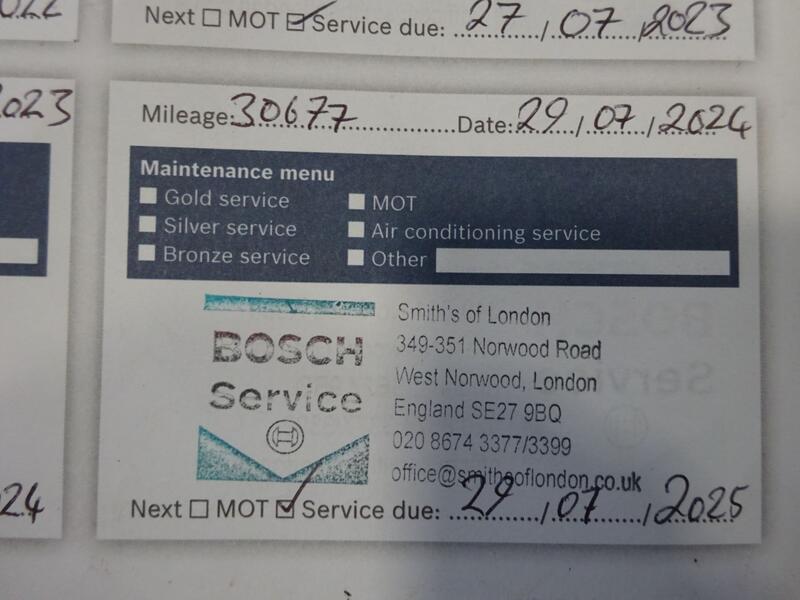 022
Next MOT Service due: 27/07/2023
2023
Mileage: 30677 Date: 29/07/2024
Maintenance menu
Gold service MOT
Silver service Air conditioning service
Bronze service Other
BOSCH
Service
Smith's of London
349-351 Norwood Road
West Norwood, London
England SE27 9BQ
020 8674 3377/3399
office@smithsoflondon.co.uk
24
Next MOT Service due: 29/07/2025